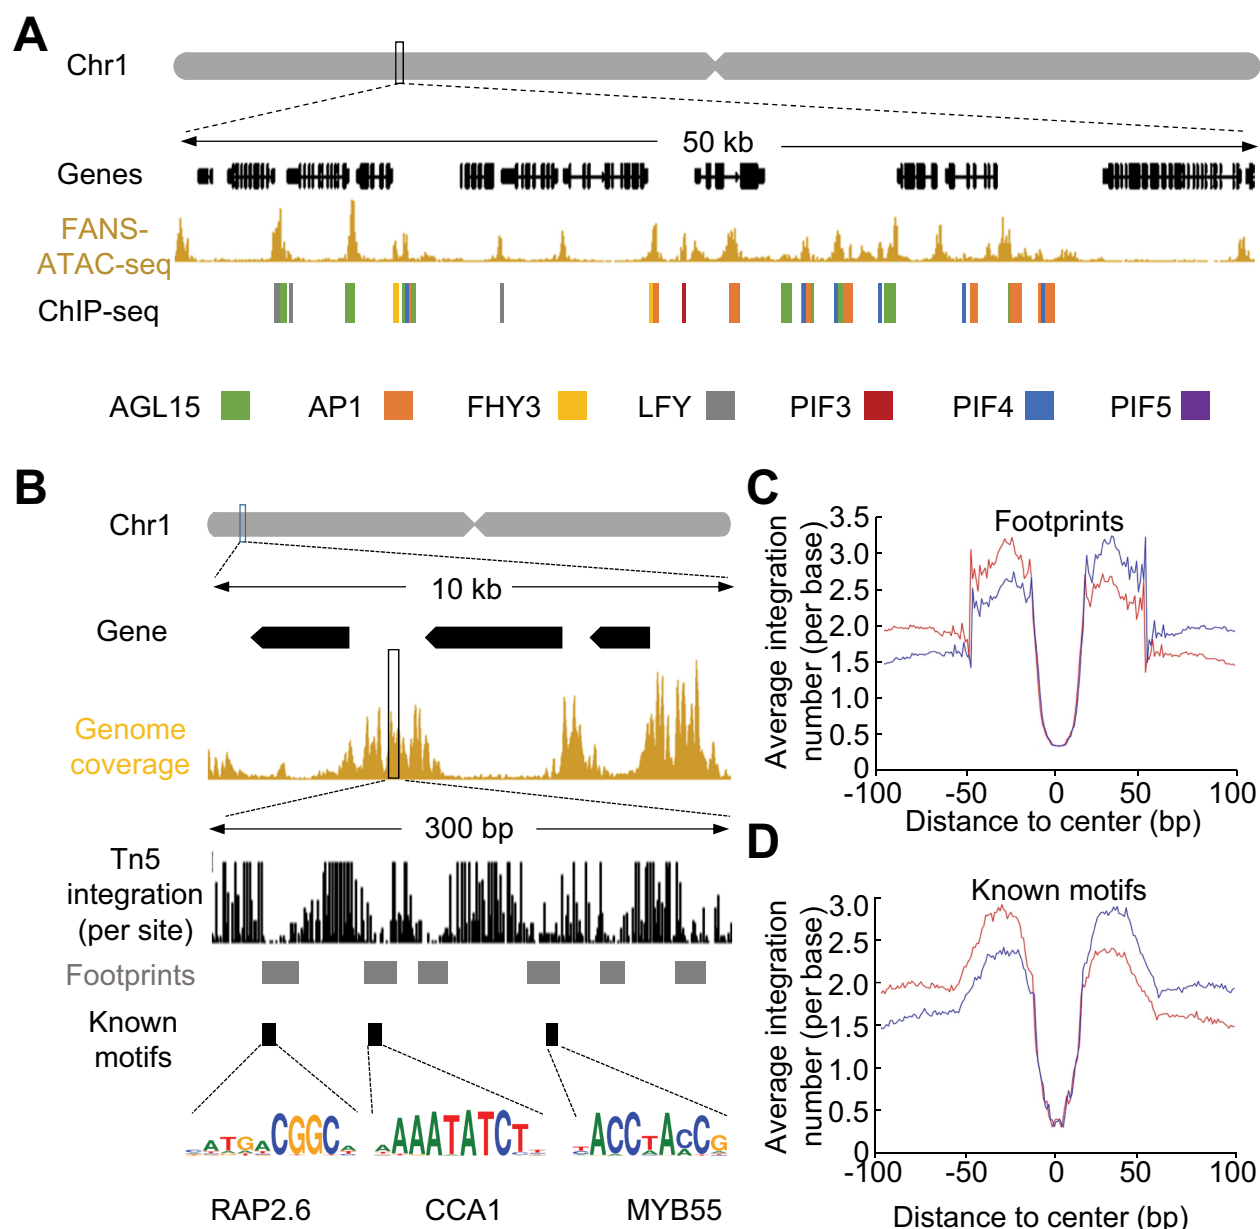 A
Chr1
50 kb
Genes
FANS-
ATAC-seq
ChIP-seq
AGL15
AP1
FHY3
LFY
PIF3
PIF4
PIF5
B
Chr1
10 kb
Gene
Genome
coverage
300 bp
Tn5
integration
(per site)
Footprints
Known
motifs
ATGACGGCA
AAAATATCT
TACCTACCG
RAP2.6
CCA1
MYB55
C
Footprints
Average integration
number (per base)
3.5
3.0
2.5
2.0
1.5
1.0
0.5
0
-100
-50
0
50
100
Distance to center (bp)
D
Known motifs
Average integration
number (per base)
3.0
2.5
2.0
1.5
1.0
0.5
0
-100
-50
0
50
100
Distance to center (bp)